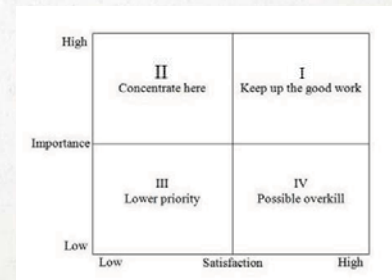 High
II
Concentrate here
I
Keep up the good work
Importance
III
Lower priority
IV
Possible overkill
Low
Low
Satisfaction
High